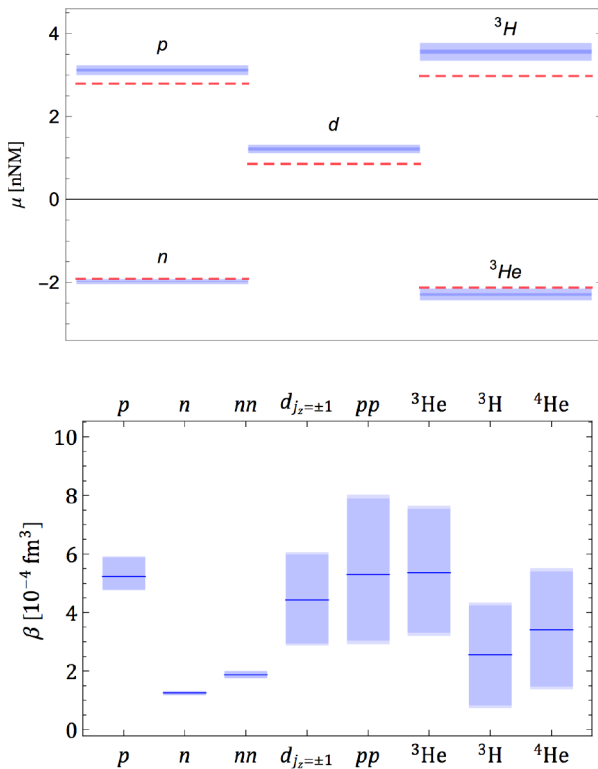 4
2
0
−2
μ [nNM]
p
³H
d
n
³He
p n nn d_{j_z=±1} pp ³He ³H ⁴He
10
8
6
4
2
0
β [10⁻⁴ fm³]
p n nn d_{j_z=±1} pp ³He ³H ⁴He